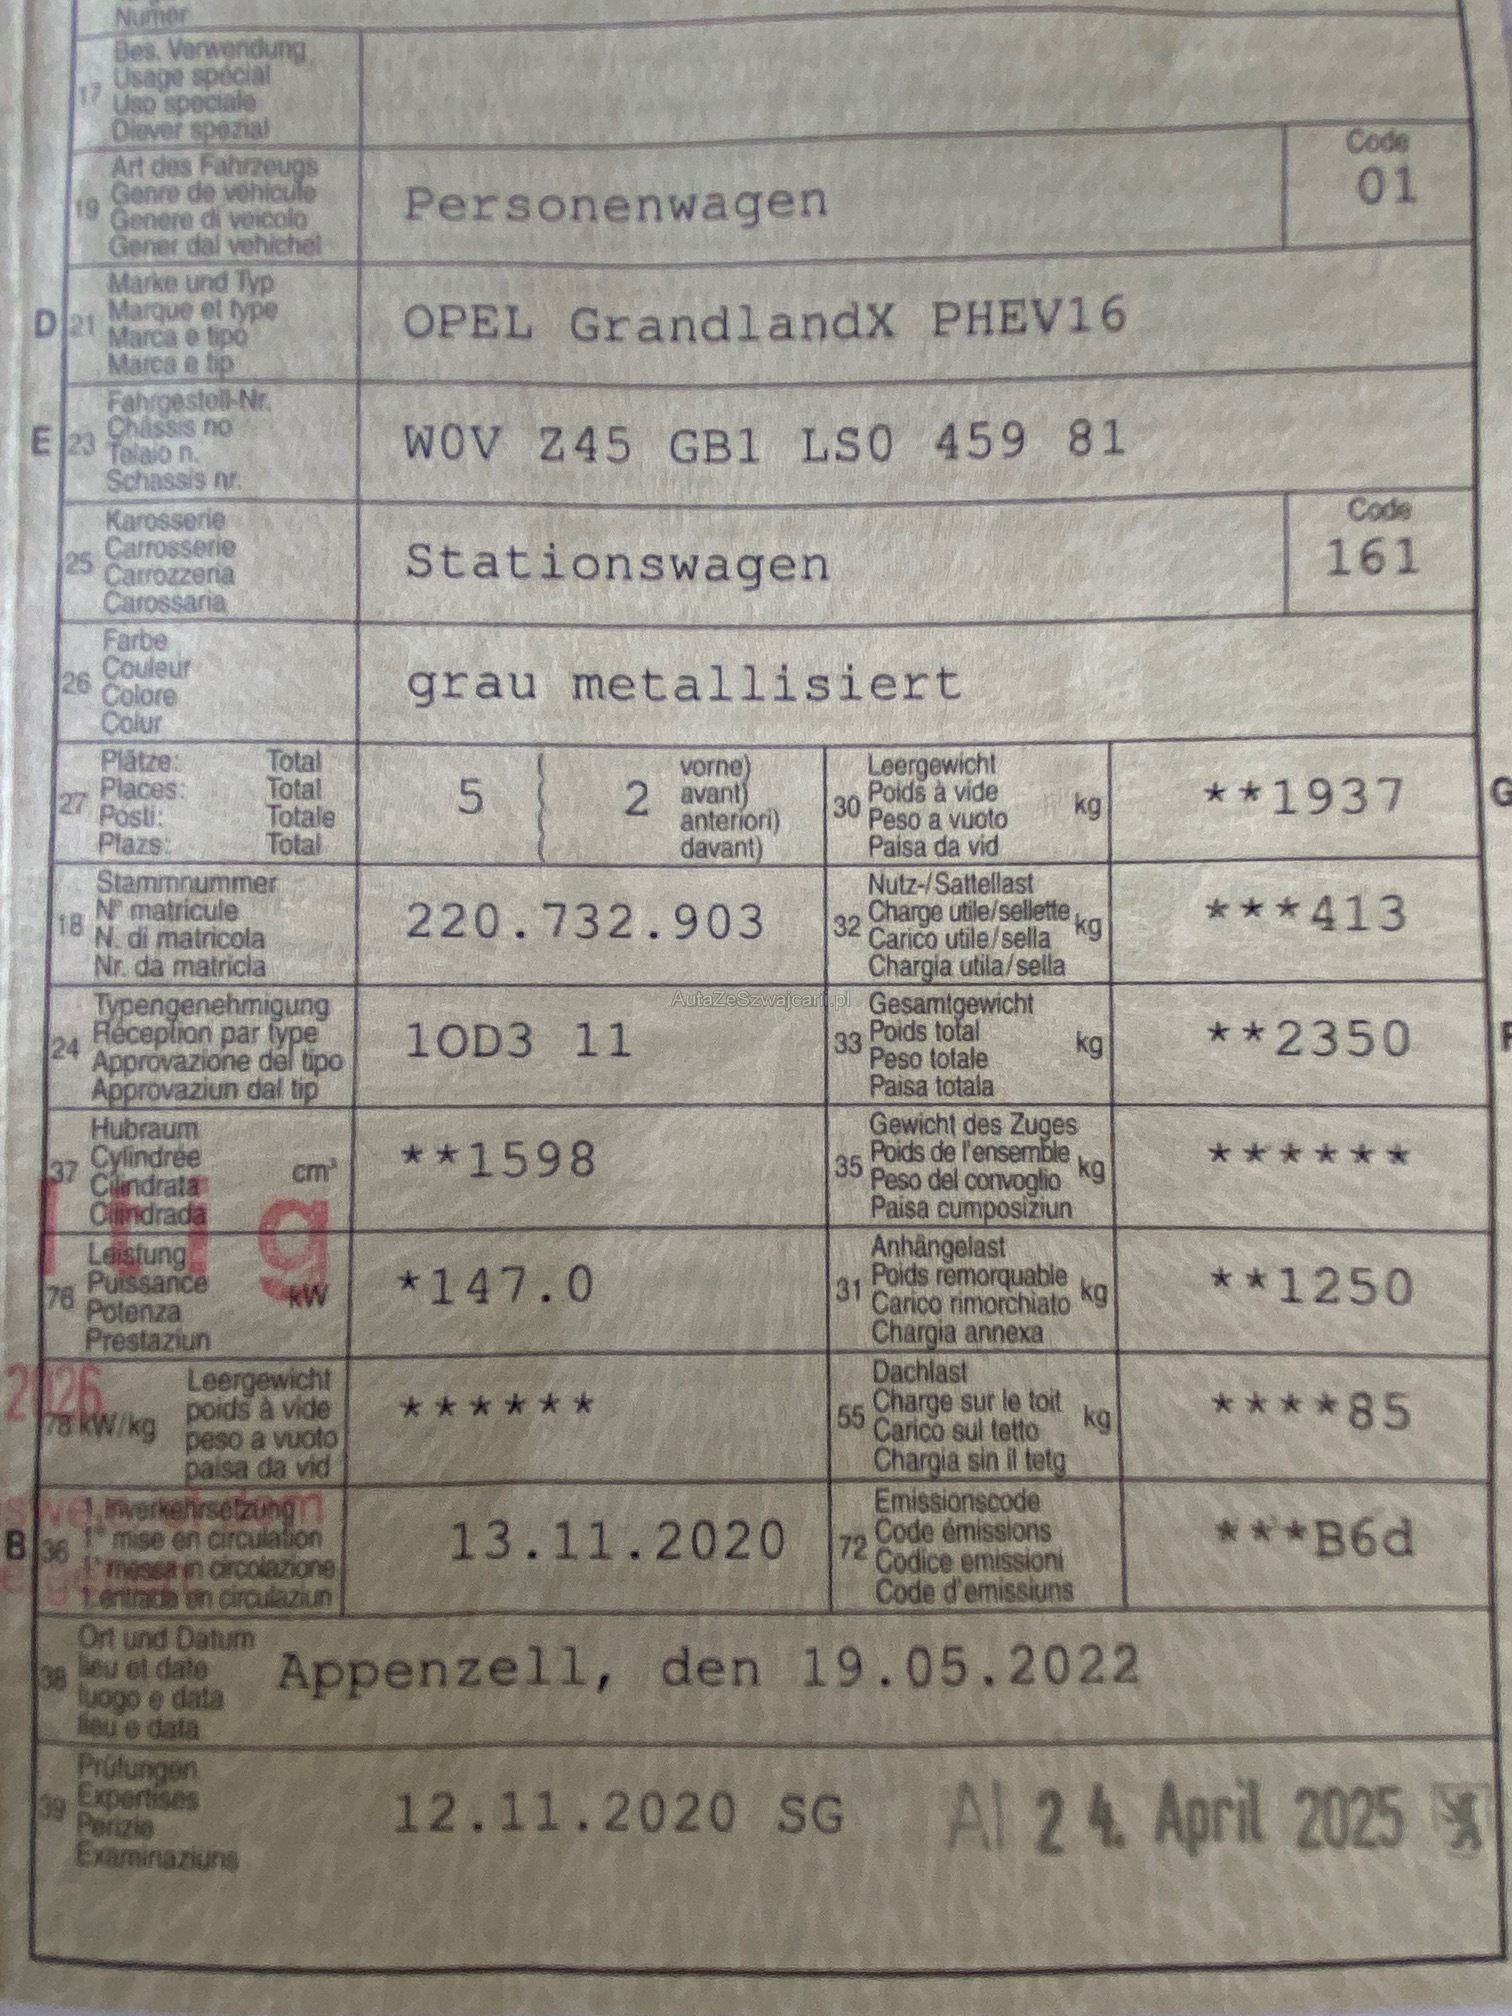 Numer
17 Bes. Verwendung
Usage spécial
Uso speciale
Diever spezial
19 Art des Fahrzeugs
Genre de véhicule
Genere di veicolo
Gener dal vehichel
Personenwagen
Code
01
D 21 Marke und Typ
Marque et type
Marca e tipo
Marca e tip
OPEL GrandlandX PHEV16
E 23 Fahrgestell-Nr.
Châssis no
Telaio n.
Schassis nr.
W0V Z45 GB1 LS0 459 81
25 Karosserie
Carrosserie
Carrozzeria
Carossaria
Stationswagen
Code
161
26 Farbe
Couleur
Colore
Colur
grau metallisiert
27 Plätze: Total
Places: Total
Posti: Totale
Plazs: Total
5 2 vorne)
avant)
anteriori)
davant)
30 Leergewicht
Poids à vide
Peso a vuoto
Paisa da vid
kg
**1937
G
18 Stammnummer
N° matricule
N. di matricola
Nr. da matricla
220.732.903
32 Nutz-/Sattellast
Charge utile/sellette
Carico utile/sella
Chargia utila/sella
kg
***413
24 Typengenehmigung
Réception par type
Approvazione del tipo
Approvaziun dal tip
1OD3 11
AutaZeSzwajcarii.pl
33 Gesamtgewicht
Poids total
Peso totale
Paisa totala
kg
**2350
F
37 Hubraum
Cylindrée
Cilindrata
Cilindrada
cm³
**1598
35 Gewicht des Zuges
Poids de l'ensemble
Peso del convoglio
Paisa cumposiziun
kg
******
76 Leistung
Puissance
Potenza
Prestaziun
kW
*147.0
31 Anhängelast
Poids remorquable
Carico rimorchiato
Chargia annexa
kg
**1250
2026
78 kW/kg
Leergewicht
poids à vide
peso a vuoto
paisa da vid
******
55 Dachlast
Charge sur le toit
Carico sul tetto
Chargia sin il tetg
kg
****85
B 36 1. Inverkehrsetzung
1re mise en circulation
1a messa in circolazione
1. entrada en circulaziun
13.11.2020
72 Emissionscode
Code émissions
Codice emissioni
Code d'emissiuns
***B6d
38 Ort und Datum
lieu et date
luogo e data
lieu e data
Appenzell, den 19.05.2022
39 Prüfungen
Expertises
Perizie
Examinaziuns
12.11.2020 SG
AI 24. April 2025